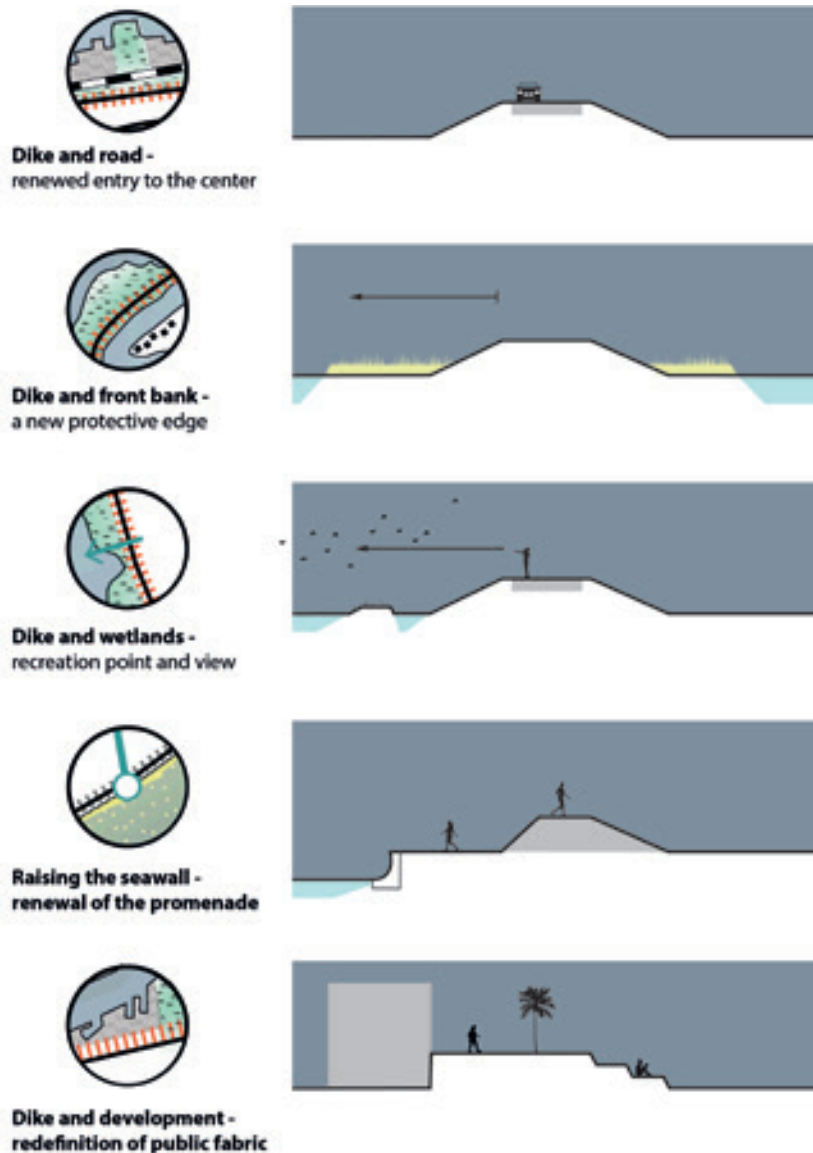 Dike and road -
renewed entry to the center
Dike and front bank -
a new protective edge
Dike and wetlands -
recreation point and view
Raising the seawall -
renewal of the promenade
Dike and development -
redefinition of public fabric